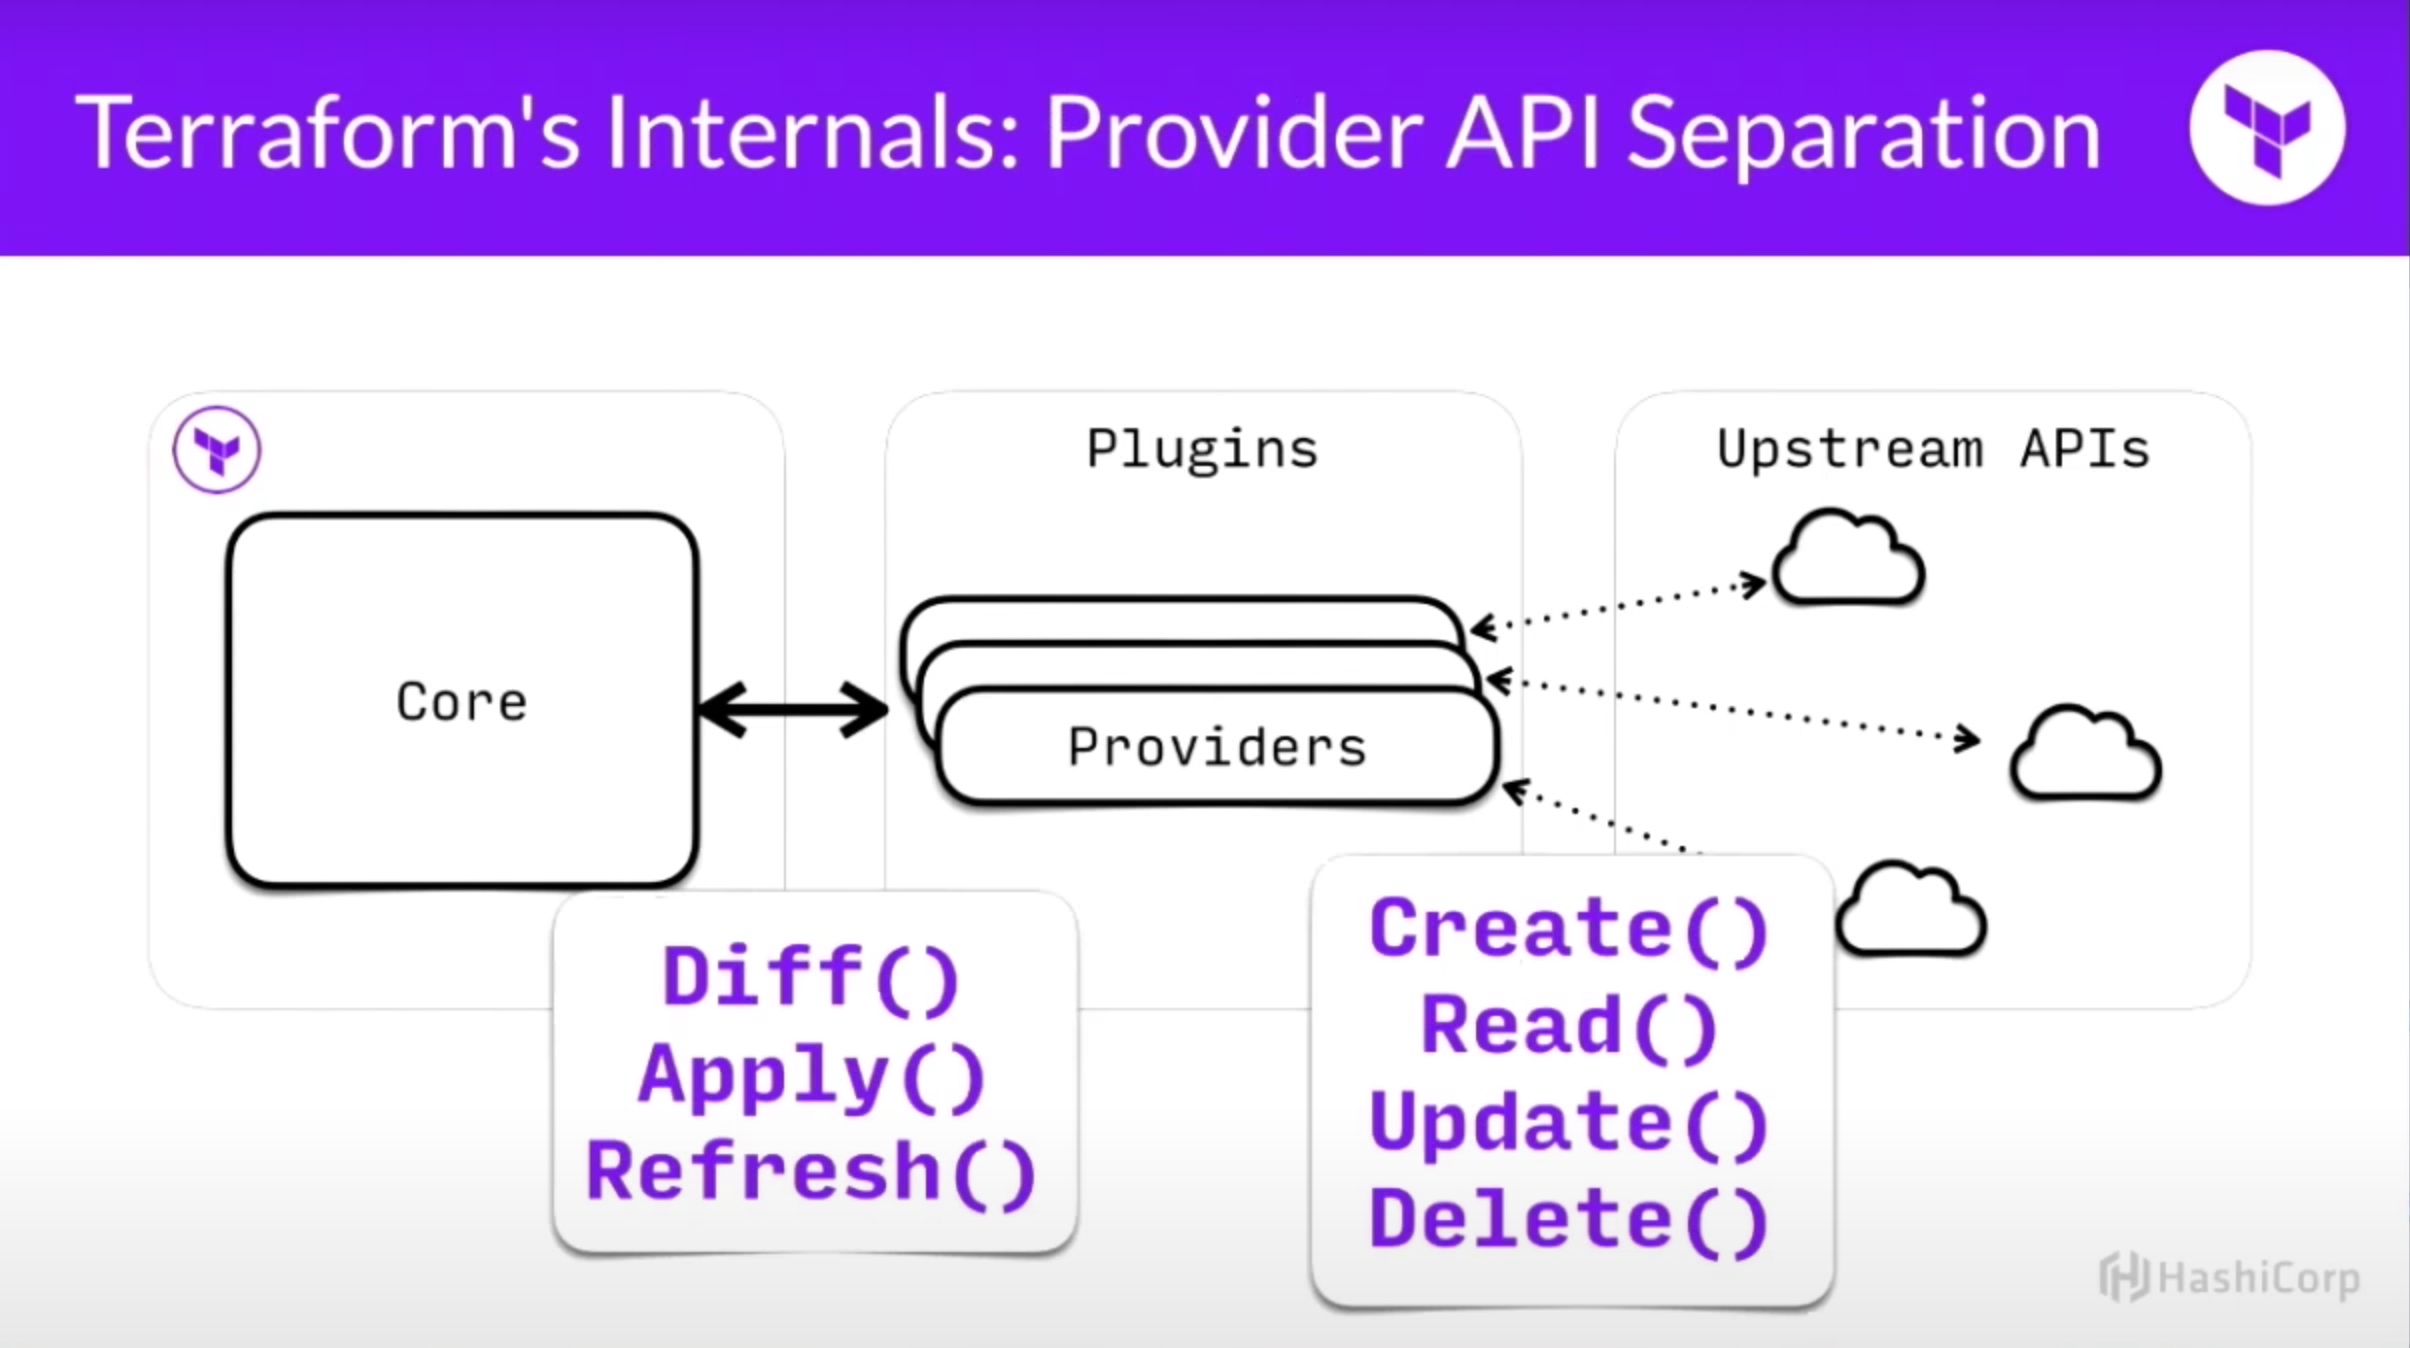 Terraform's Internals: Provider API Separation
Core
Plugins
Providers
Upstream APIs
Diff()
Apply()
Refresh()
Create()
Read()
Update()
Delete()
HashiCorp